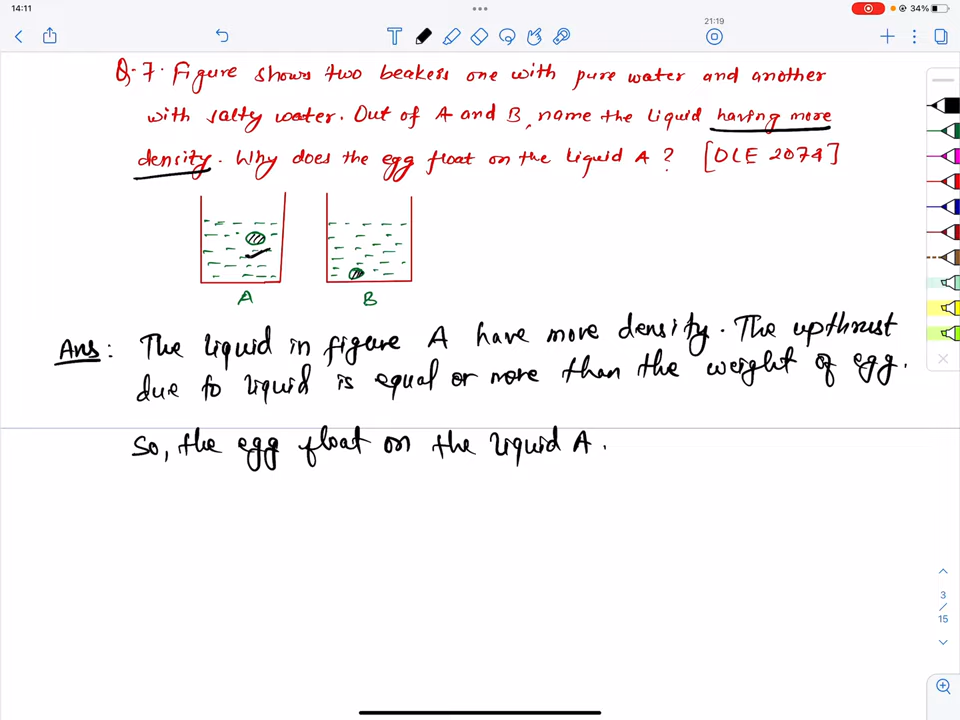 14:11
34%
21:19
Q.7. Figure shows two beakers one with pure water and another
with salty water. Out of A and B, name the liquid having more
density. Why does the egg float on the liquid A ? [DLE 2074]
A
B
Ans : The liquid in figure A have more density. The upthrust
due to liquid is equal or more than the weight of egg.
So, the egg float on the liquid A.
3
/
15